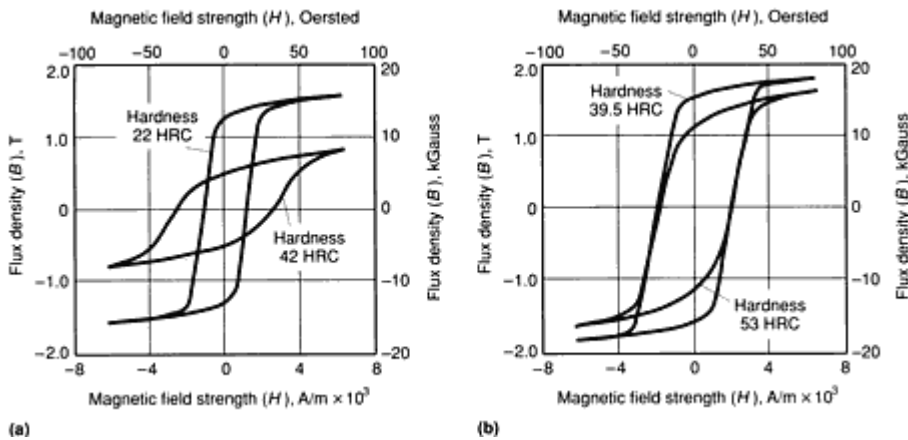 Magnetic field strength (H), Oersted
-100 -50 0 50 100
2.0 1.0 0 -1.0 -2.0
Flux density (B), T
20 10 0 -10 -20
Flux density (B), kGauss
Hardness
22 HRC
Hardness
42 HRC
-8 -4 0 4 8
Magnetic field strength (H), A/m × 10³
(a)
Magnetic field strength (H), Oersted
-100 -50 0 50 100
2.0 1.0 0 -1.0 -2.0
Flux density (B), T
20 10 0 -10 -20
Flux density (B), kGauss
Hardness
39.5 HRC
Hardness
53 HRC
-8 -4 0 4 8
Magnetic field strength (H), A/m × 10³
(b)